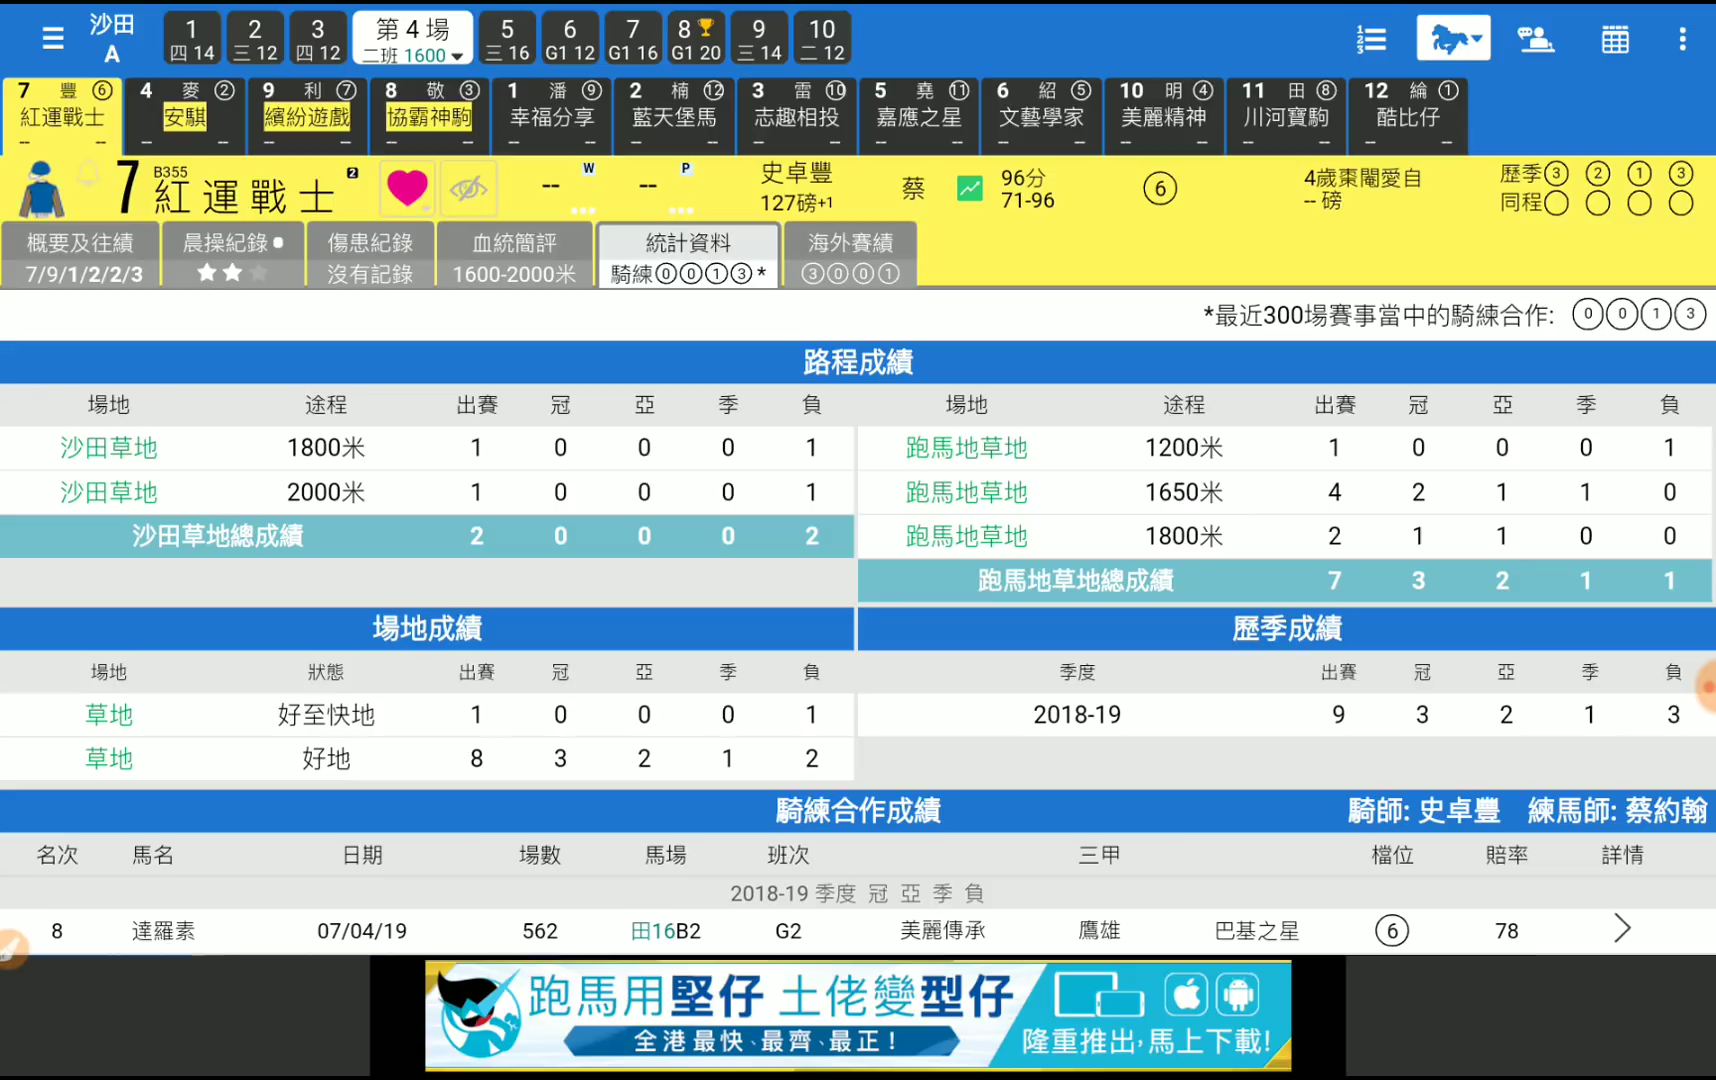 沙田 A
1 四 14
2 三 12
3 四 12
第 4 場 二班 1600
5 三 16
6 G1 12
7 G1 16
8 G1 20
9 三 14
10 二 12
7 豐 ⑥ 紅運戰士 -- --
4 麥 ② 安騏 -- --
9 利 ⑦ 繽紛遊戲 -- --
8 敬 ③ 協霸神駒 -- --
1 潘 ⑨ 幸福分享 -- --
2 楠 ⑫ 藍天堡馬 -- --
3 雷 ⑩ 志趣相投 -- --
5 堯 ⑪ 嘉應之星 -- --
6 紹 ⑤ 文藝學家 -- --
10 明 ④ 美麗精神 -- --
11 田 ⑧ 川河寶駒 -- --
12 綸 ① 酷比仔 -- --
7 B355 紅運戰士 2 -- W -- P 史卓豐 127磅+1 蔡 96分 71-96 ⑥ 4歲棗閹愛自 -- 磅
歷季 ③ ② ① ③
同程
概要及往績 7/9/1/2/2/3
晨操紀錄
傷患紀錄 沒有記錄
血統簡評 1600-2000米
統計資料 騎練⓪⓪①③*
海外賽績 ③⓪⓪①
*最近300場賽事當中的騎練合作: ⓪⓪①③
路程成績
場地 途程 出賽 冠 亞 季 負 場地 途程 出賽 冠 亞 季 負
沙田草地 1800米 1 0 0 0 1 跑馬地草地 1200米 1 0 0 0 1
沙田草地 2000米 1 0 0 0 1 跑馬地草地 1650米 4 2 1 1 0
沙田草地總成績 2 0 0 0 2 跑馬地草地 1800米 2 1 1 0 0
跑馬地草地總成績 7 3 2 1 1
場地成績 歷季成績
場地 狀態 出賽 冠 亞 季 負 季度 出賽 冠 亞 季 負
草地 好至快地 1 0 0 0 1 2018-19 9 3 2 1 3
草地 好地 8 3 2 1 2
騎練合作成績 騎師: 史卓豐 練馬師: 蔡約翰
名次 馬名 日期 場數 馬場 班次 三甲 檔位 賠率 詳情
2018-19 季度 冠 亞 季 負
8 達羅素 07/04/19 562 田16B2 G2 美麗傳承 鷹雄 巴基之星 ⑥ 78
跑馬用堅仔 土佬變型仔
全港最快、最齊、最正！
隆重推出，馬上下載！